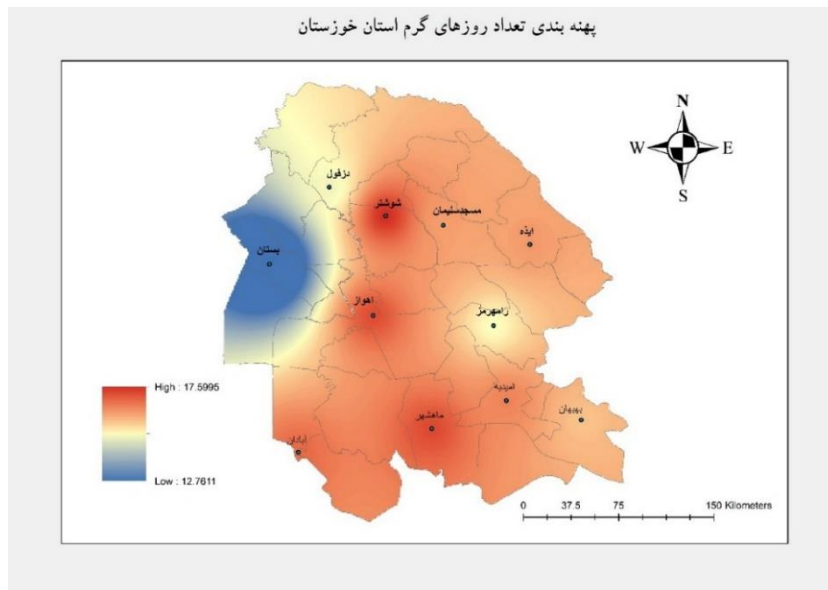 پهنه بندی تعداد روزهای گرم استان خوزستان
N
W E
S
دزفول
شوشتر
مسجدسلیمان
ایذه
بستان
اهواز
رامهرمز
امیدیه
بهبهان
ماهشهر
آبادان
High : 17.5995
Low : 12.7611
0 37.5 75 150 Kilometers